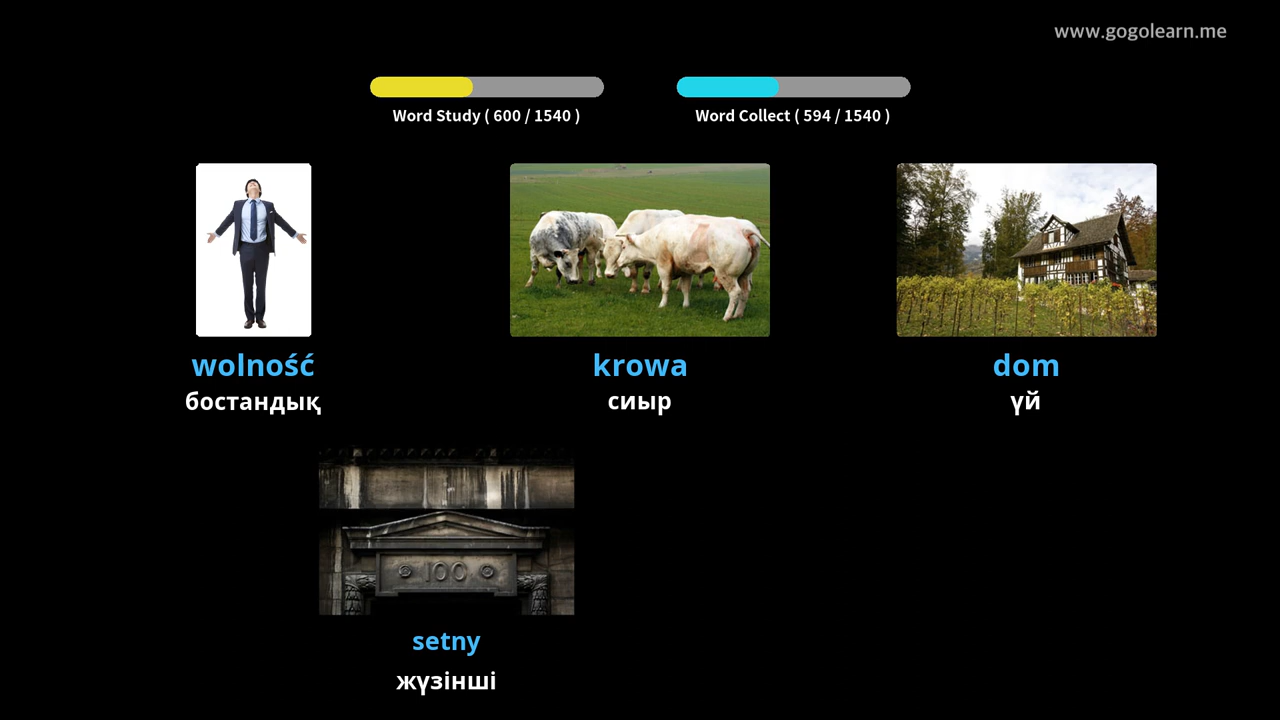 www.gogolearn.me
Word Study ( 600 / 1540 )
Word Collect ( 594 / 1540 )
wolność
krowa
dom
бостандық
сиыр
үй
100
setny
жүзінші